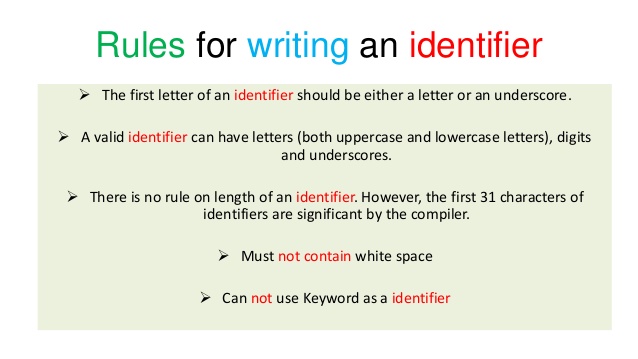 Rules for writing an identifier
➢ The first letter of an identifier should be either a letter or an underscore.
➢ A valid identifier can have letters (both uppercase and lowercase letters), digits
and underscores.
➢ There is no rule on length of an identifier. However, the first 31 characters of
identifiers are significant by the compiler.
➢ Must not contain white space
➢ Can not use Keyword as a identifier